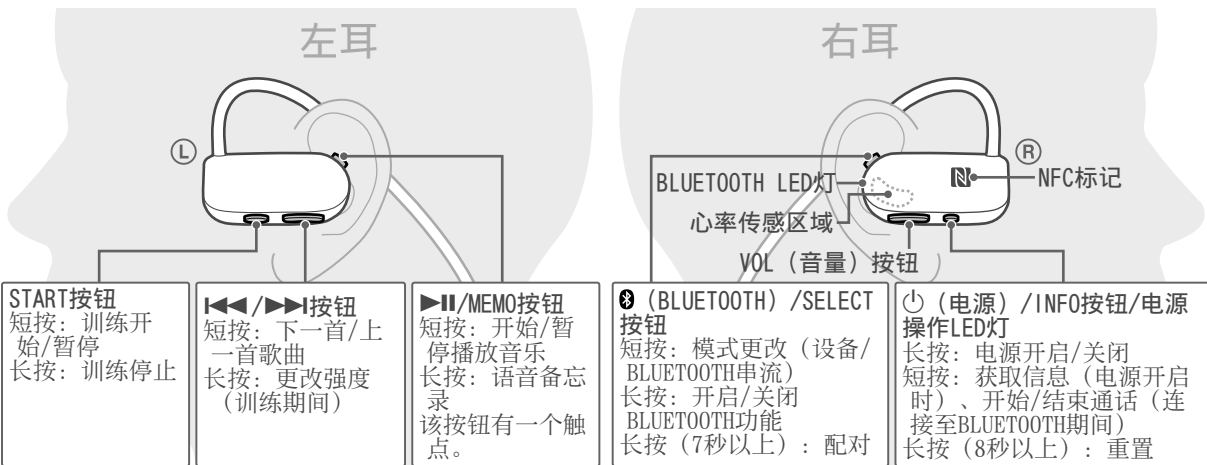 左耳
右耳
Ⓛ
Ⓡ
BLUETOOTH LED灯
NFC标记
心率传感区域
VOL（音量）按钮
START按钮
短按：训练开
始/暂停
长按：训练停止
⏮/⏭按钮
短按：下一首/上
一首歌曲
长按：更改强度
（训练期间）
⏯/MEMO按钮
短按：开始/暂
停播放音乐
长按：语音备忘
录
该按钮有一个触
点。
（BLUETOOTH）/SELECT
按钮
短按：模式更改（设备/
BLUETOOTH串流）
长按：开启/关闭
BLUETOOTH功能
长按（7秒以上）：配对
⏻（电源）/INFO按钮/电源
操作LED灯
长按：电源开启/关闭
短按：获取信息（电源开启
时）、开始/结束通话（连
接至BLUETOOTH期间）
长按（8秒以上）：重置